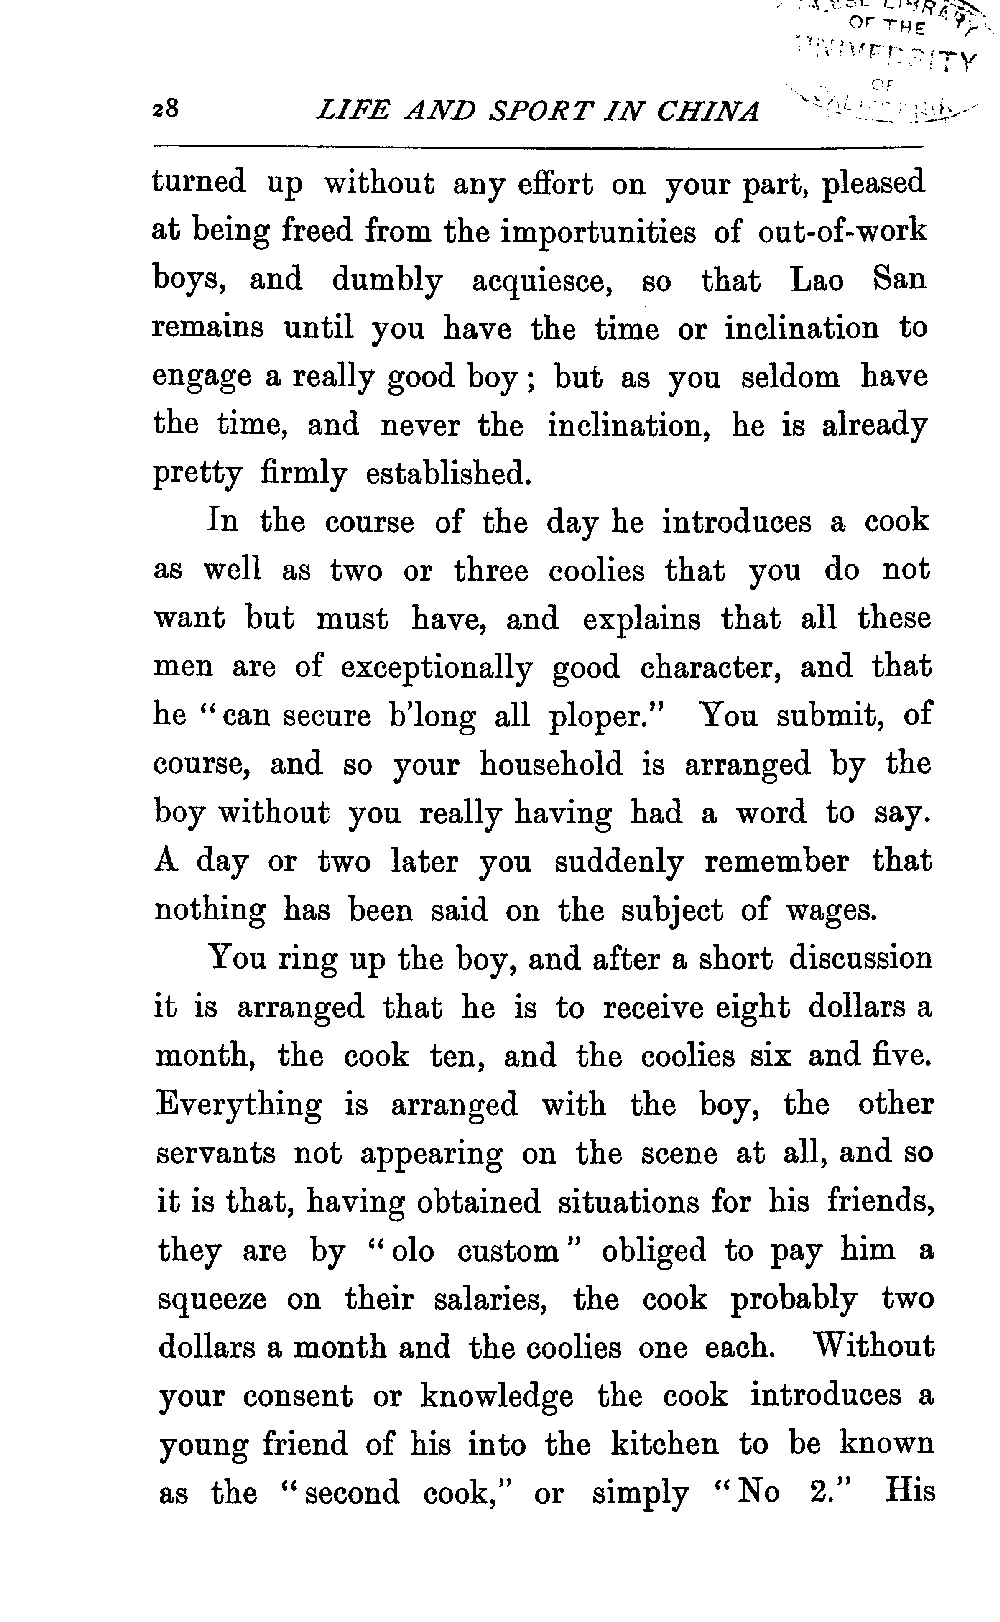 OF THE
28 LIFE AND SPORT IN CHINA
OF
turned up without any effort on your part, pleased
at being freed from the importunities of out-of-work
boys, and dumbly acquiesce, so that Lao San
remains until you have the time or inclination to
engage a really good boy; but as you seldom have
the time, and never the inclination, he is already
pretty firmly established.
In the course of the day he introduces a cook
as well as two or three coolies that you do not
want but must have, and explains that all these
men are of exceptionally good character, and that
he "can secure b'long all ploper." You submit, of
course, and so your household is arranged by the
boy without you really having had a word to say.
A day or two later you suddenly remember that
nothing has been said on the subject of wages.
You ring up the boy, and after a short discussion
it is arranged that he is to receive eight dollars a
month, the cook ten, and the coolies six and five.
Everything is arranged with the boy, the other
servants not appearing on the scene at all, and so
it is that, having obtained situations for his friends,
they are by "olo custom" obliged to pay him a
squeeze on their salaries, the cook probably two
dollars a month and the coolies one each. Without
your consent or knowledge the cook introduces a
young friend of his into the kitchen to be known
as the "second cook," or simply "No 2." His